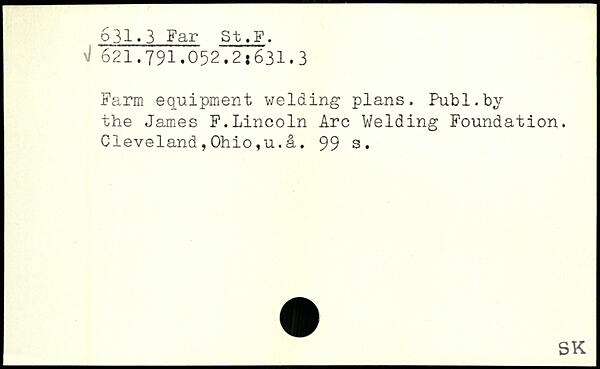 631.3 Far St.F.
√ 621.791.052.2:631.3
Farm equipment welding plans. Publ.by
the James F.Lincoln Arc Welding Foundation.
Cleveland,Ohio,u.å. 99 s.
SK